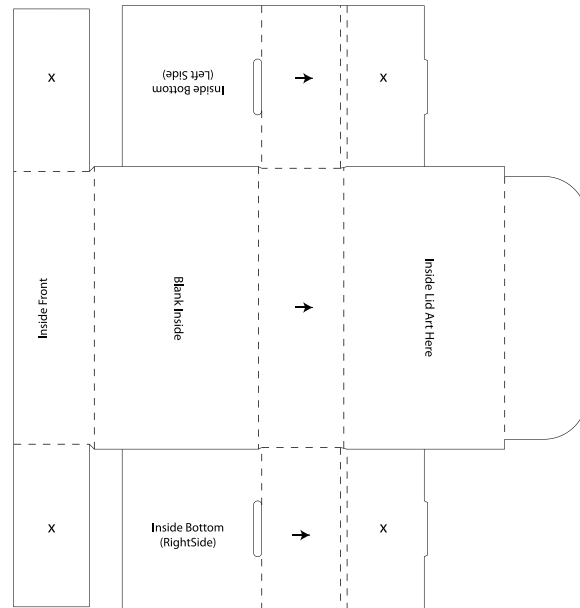 x
Inside Bottom
(Left Side)
x
Inside Front
Blank Inside
Inside Lid Art Here
x
Inside Bottom
(RightSide)
x